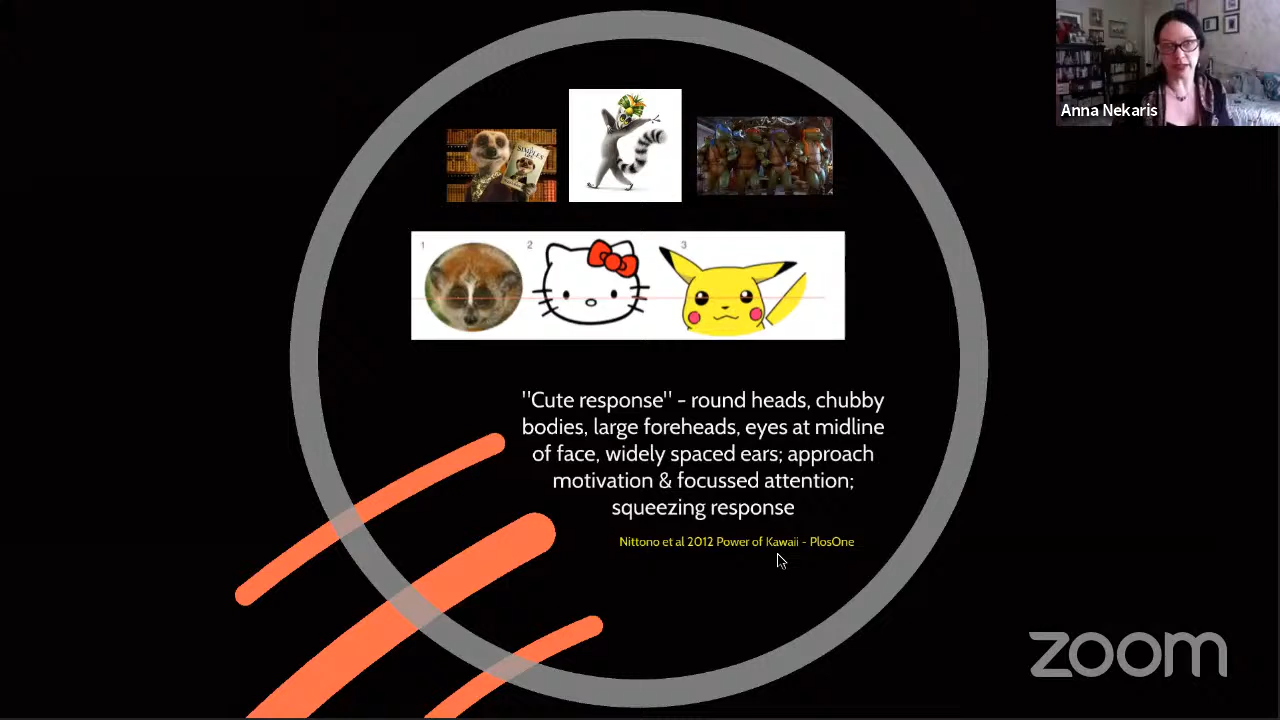 Anna Nekaris
1
2
3
"Cute response" - round heads, chubby
bodies, large foreheads, eyes at midline
of face, widely spaced ears; approach
motivation & focussed attention;
squeezing response
Nittono et al 2012 Power of Kawaii - PlosOne
zoom